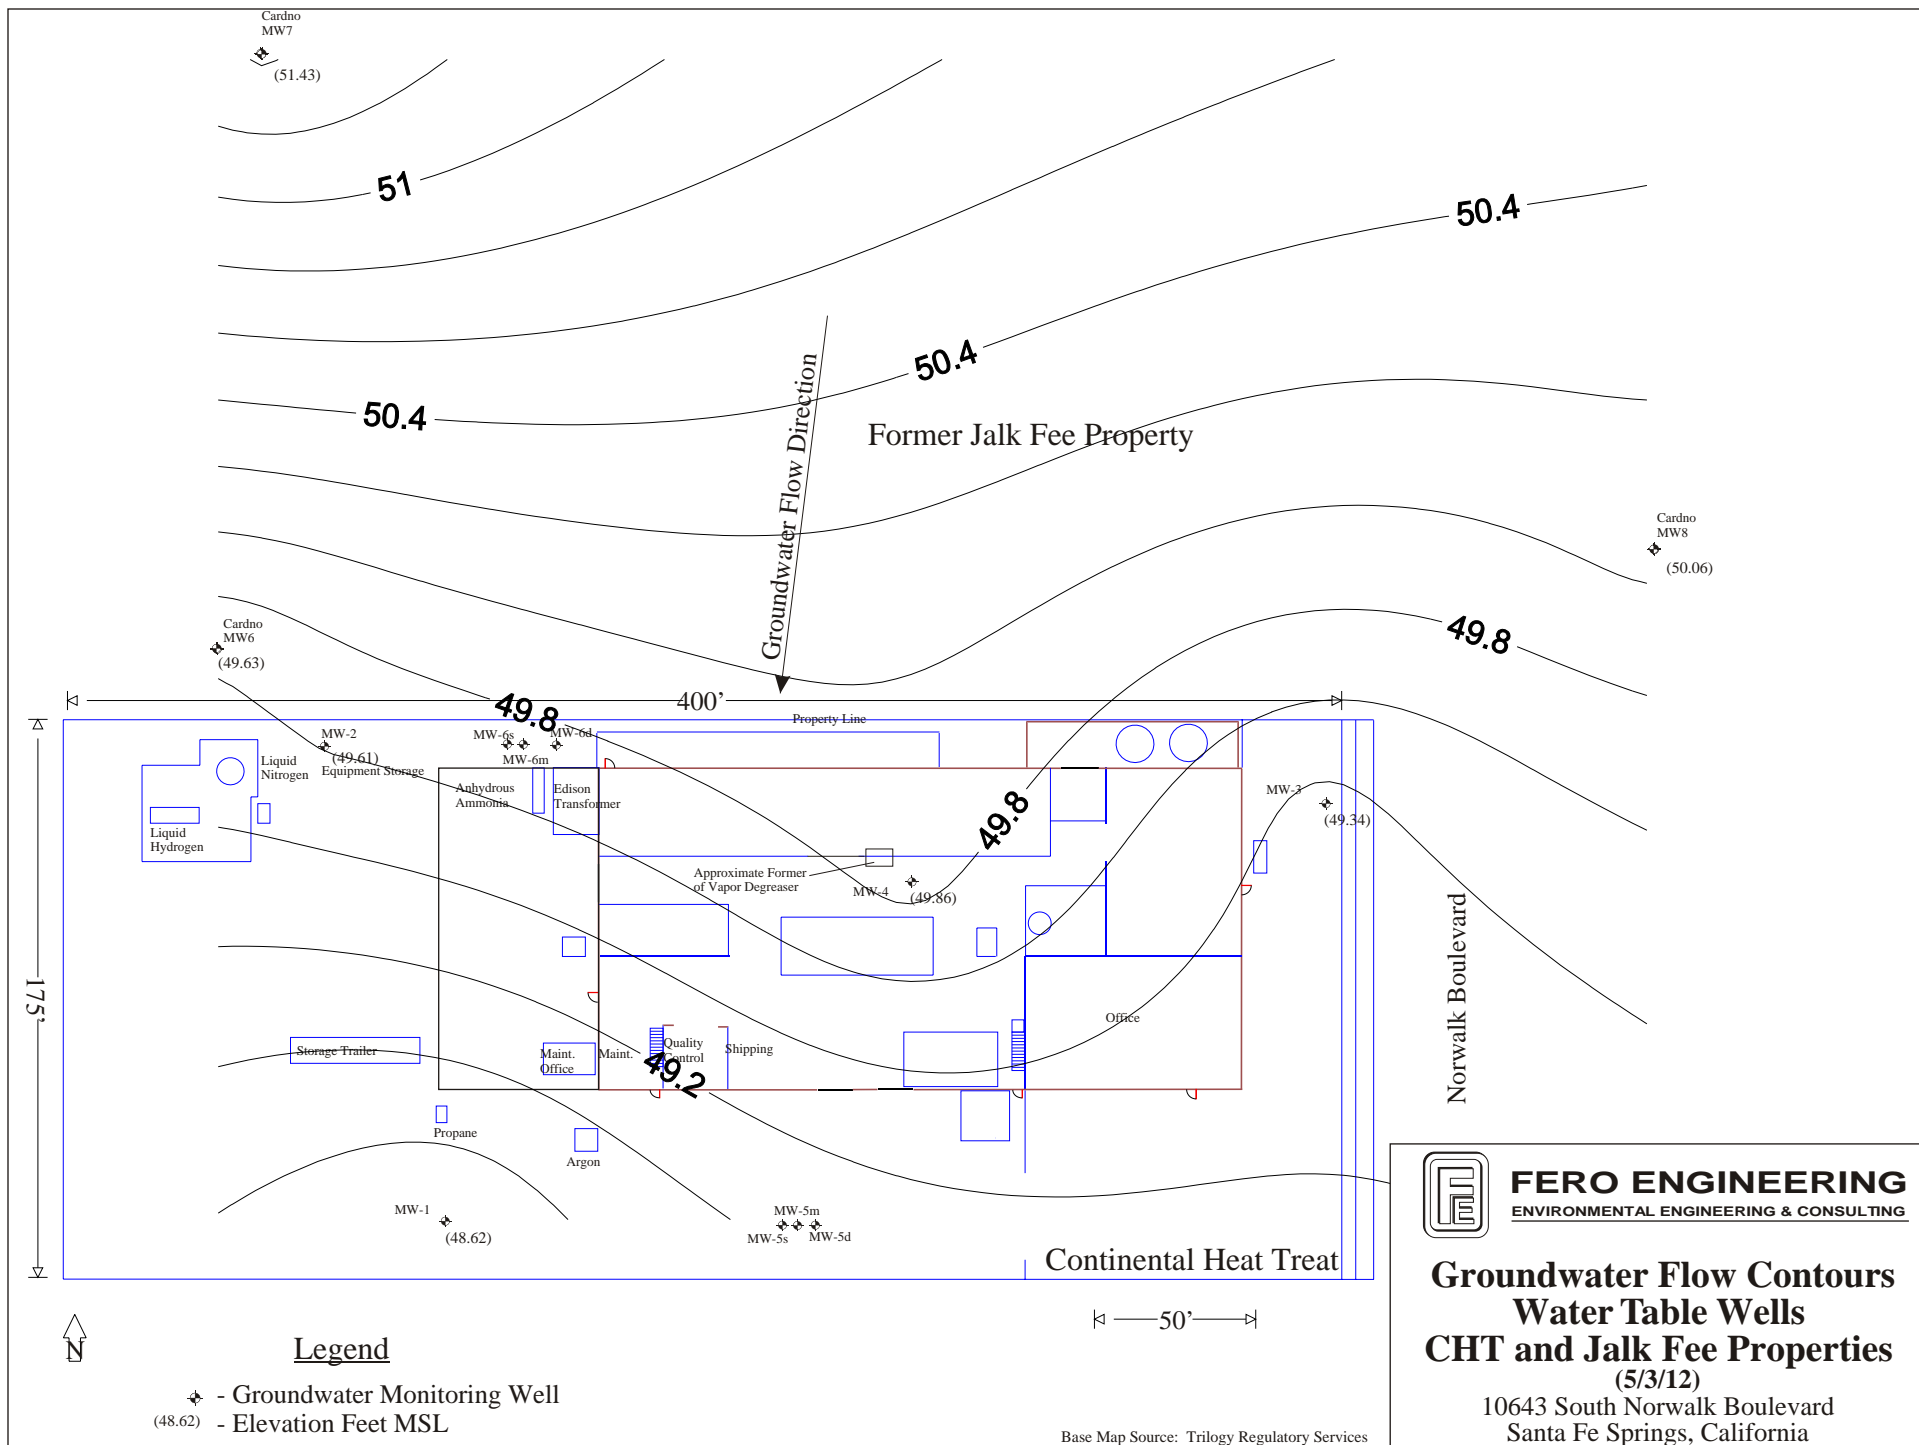 Cardno
MW7
(51.43)
51
50.4
50.4
50.4
Groundwater Flow Direction
Former Jalk Fee Property
Cardno
MW8
(50.06)
Cardno
MW6
(49.63)
49.8
49.8
400’
Property Line
MW-2
(49.61)
Equipment Storage
MW-6s
MW-6m
MW-6d
Liquid
Nitrogen
Liquid
Hydrogen
Anhydrous
Ammonia
Edison
Transformer
49.8
MW-3
(49.34)
Approximate Former
of Vapor Degreaser
MW-4
(49.86)
175’
Norwalk Boulevard
Storage Trailer
Maint.
Office
Maint.
Quality
Control
Shipping
49.2
Office
Propane
Argon
MW-1
(48.62)
MW-5m
MW-5s
MW-5d
Continental Heat Treat
50’
N
Legend
- Groundwater Monitoring Well
(48.62) - Elevation Feet MSL
Base Map Source: Trilogy Regulatory Services
FE
FERO ENGINEERING
ENVIRONMENTAL ENGINEERING & CONSULTING
Groundwater Flow Contours
Water Table Wells
CHT and Jalk Fee Properties
(5/3/12)
10643 South Norwalk Boulevard
Santa Fe Springs, California